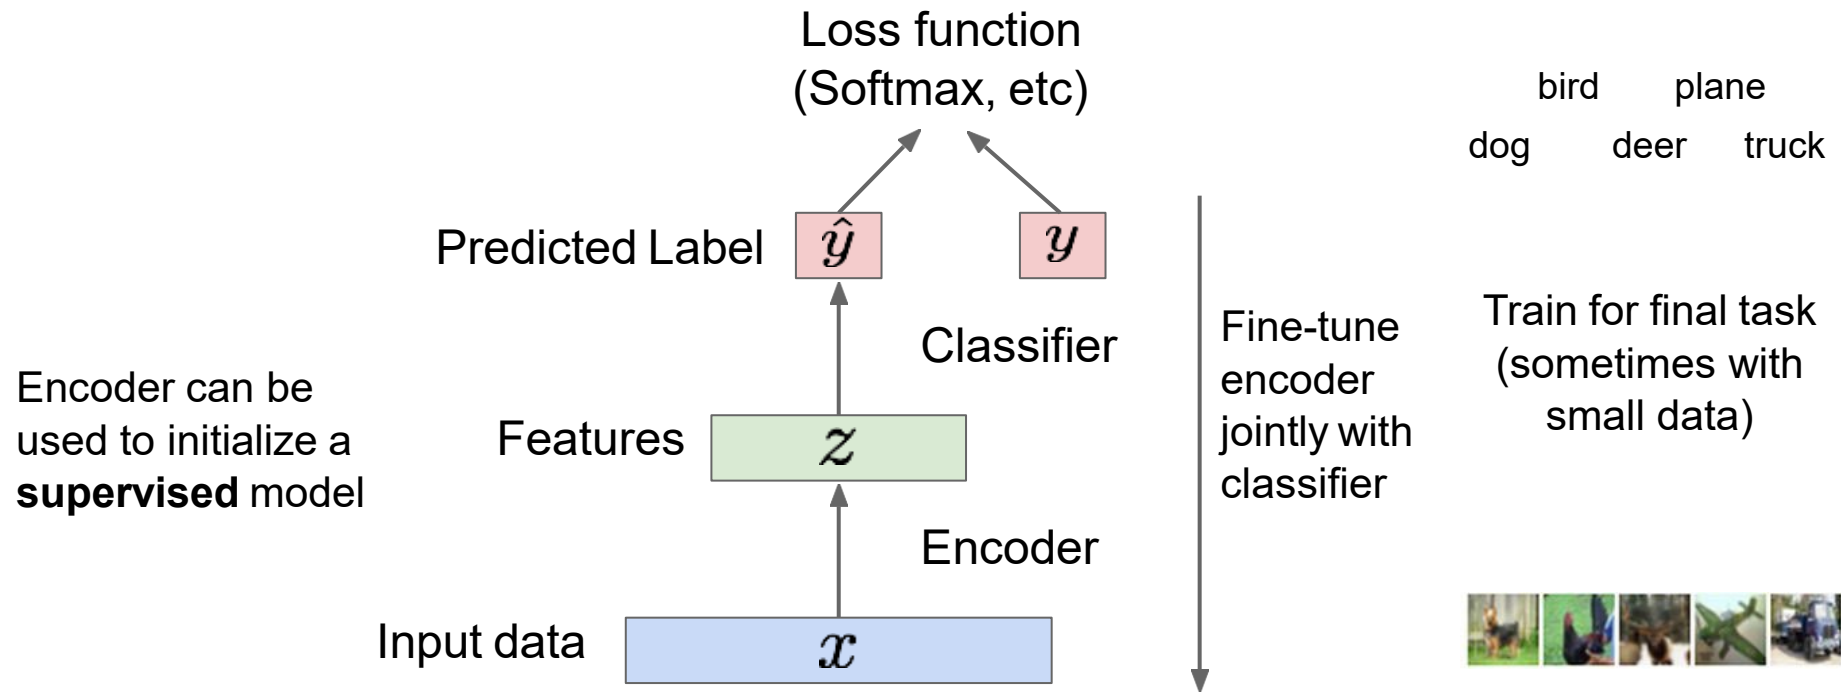 Loss function
(Softmax, etc)
bird plane
dog deer truck
Predicted Label
ŷ
y
Classifier
Fine-tune
encoder
jointly with
classifier
Train for final task
(sometimes with
small data)
Encoder can be
used to initialize a
supervised model
Features
z
Encoder
Input data
x